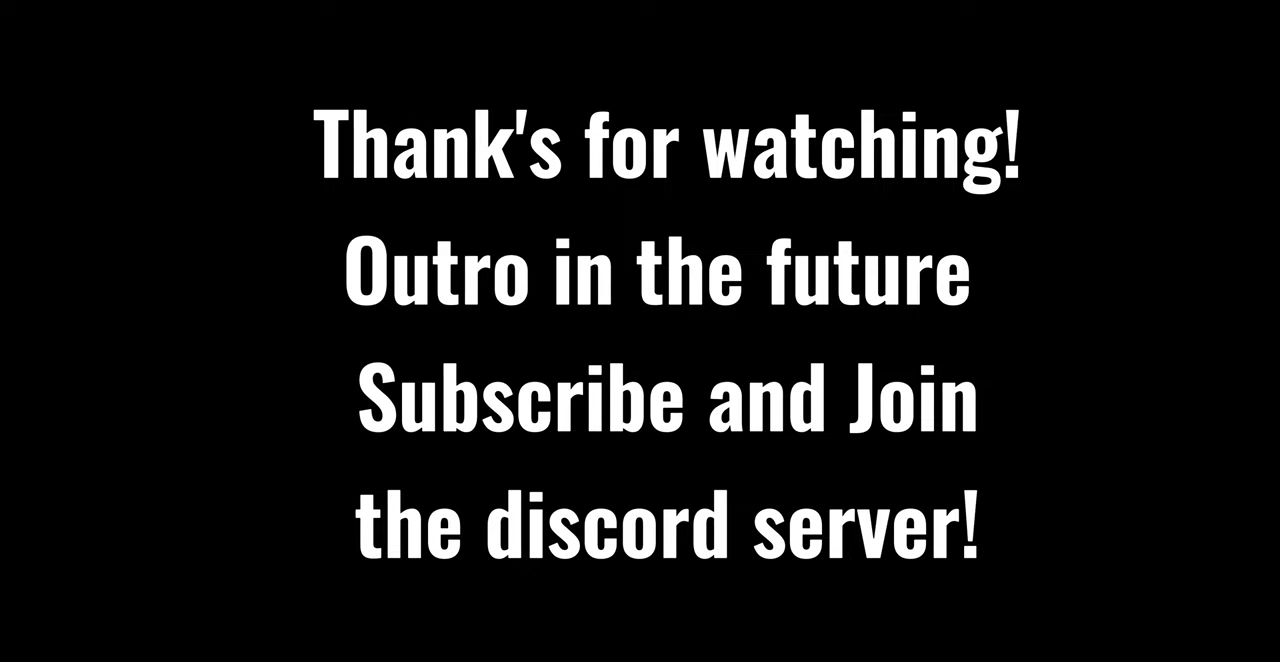 Thank's for watching!
Outro in the future
Subscribe and Join
the discord server!